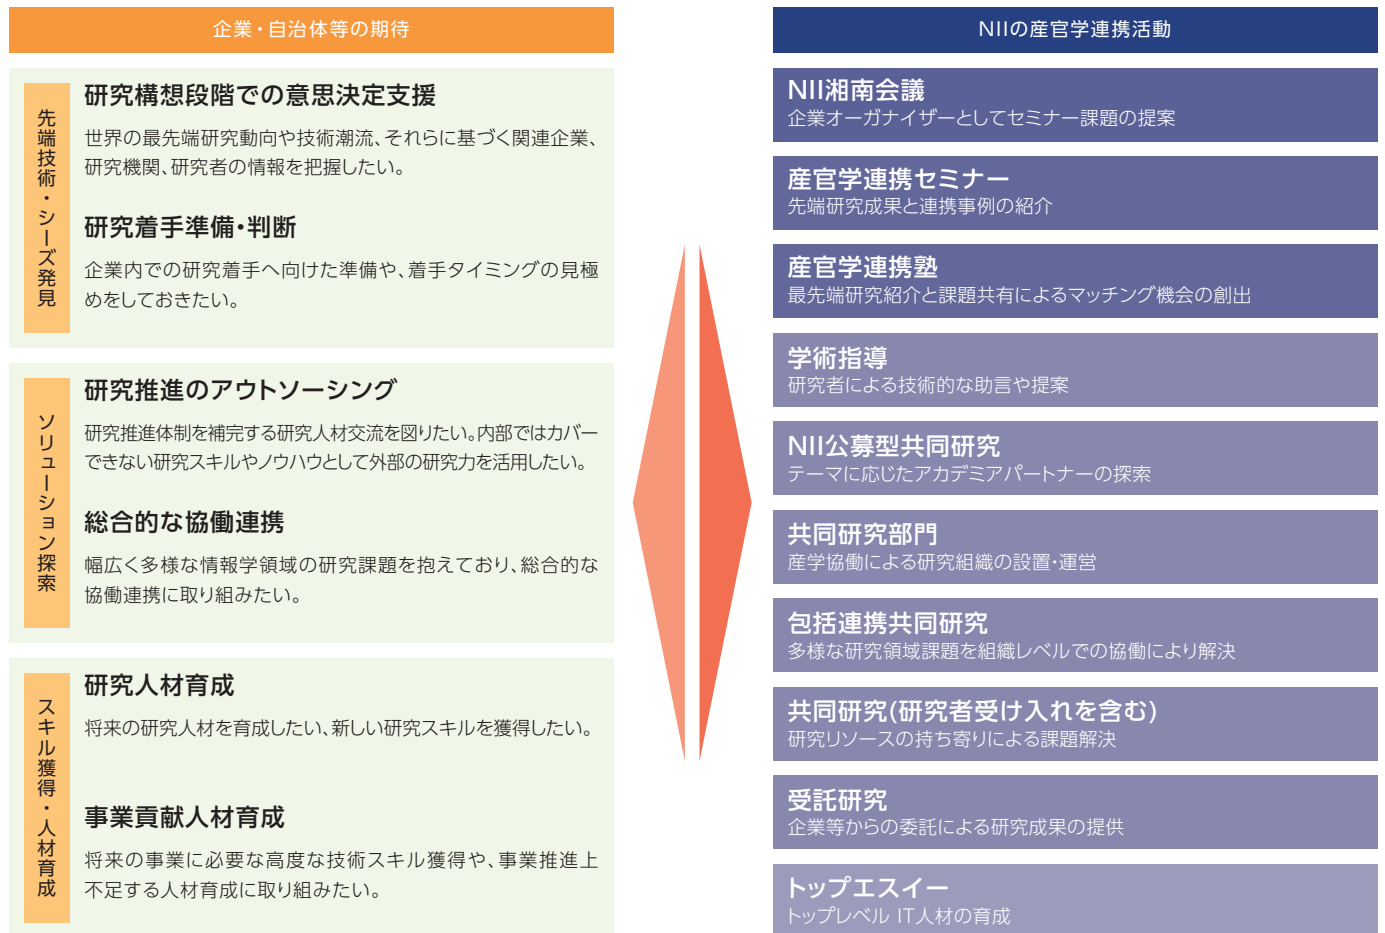 企業・自治体等の期待
先端技術・シーズ発見
研究構想段階での意思決定支援
世界の最先端研究動向や技術潮流、それらに基づく関連企業、
研究機関、研究者の情報を把握したい。
研究着手準備・判断
企業内での研究着手へ向けた準備や、着手タイミングの見極
めをしておきたい。
ソリューション探索
研究推進のアウトソーシング
研究推進体制を補完する研究人材交流を図りたい。内部ではカバー
できない研究スキルやノウハウとして外部の研究力を活用したい。
総合的な協働連携
幅広く多様な情報学領域の研究課題を抱えており、総合的な
協働連携に取り組みたい。
スキル獲得・人材育成
研究人材育成
将来の研究人材を育成したい、新しい研究スキルを獲得したい。
事業貢献人材育成
将来の事業に必要な高度な技術スキル獲得や、事業推進上
不足する人材育成に取り組みたい。
NIIの産官学連携活動
NII湘南会議
企業オーガナイザーとしてセミナー課題の提案
産官学連携セミナー
先端研究成果と連携事例の紹介
産官学連携塾
最先端研究紹介と課題共有によるマッチング機会の創出
学術指導
研究者による技術的な助言や提案
NII公募型共同研究
テーマに応じたアカデミアパートナーの探索
共同研究部門
産学協働による研究組織の設置・運営
包括連携共同研究
多様な研究領域課題を組織レベルでの協働により解決
共同研究(研究者受け入れを含む)
研究リソースの持ち寄りによる課題解決
受託研究
企業等からの委託による研究成果の提供
トップエスイー
トップレベル IT人材の育成